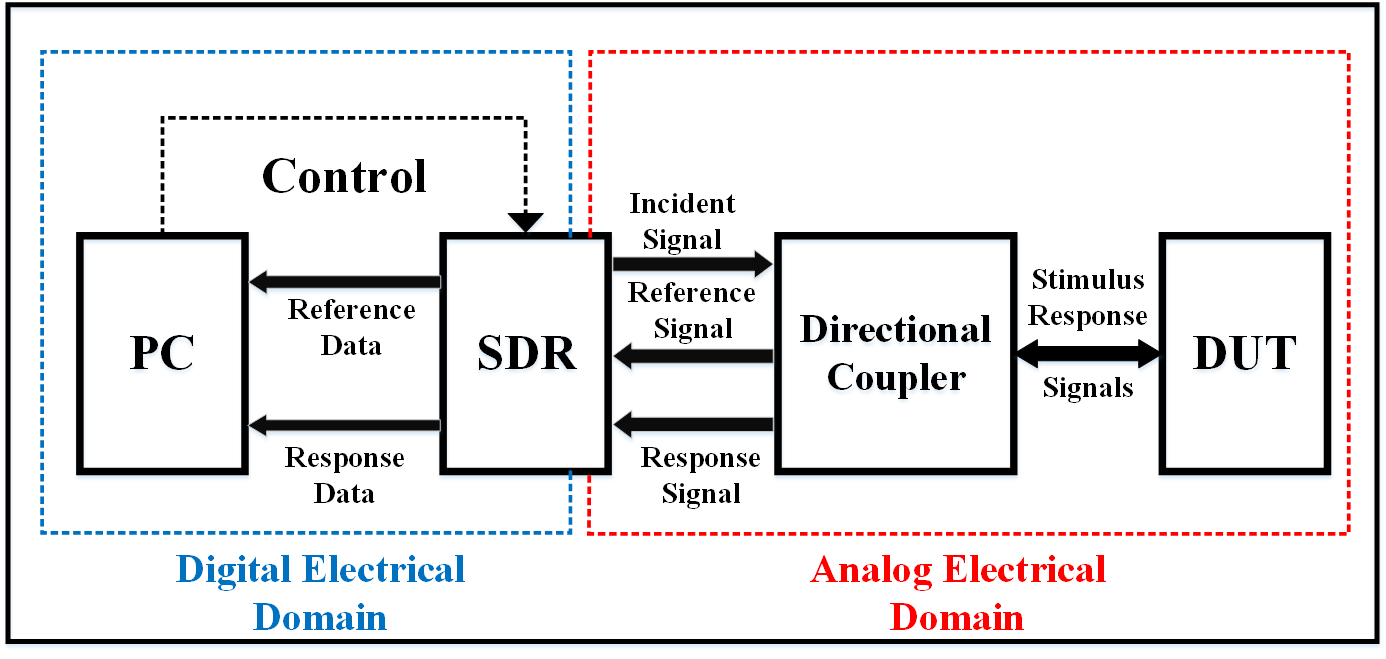 Control
PC
Reference
Data
Response
Data
SDR
Incident
Signal
Reference
Signal
Response
Signal
Directional
Coupler
Stimulus
Response
Signals
DUT
Digital Electrical
Domain
Analog Electrical
Domain